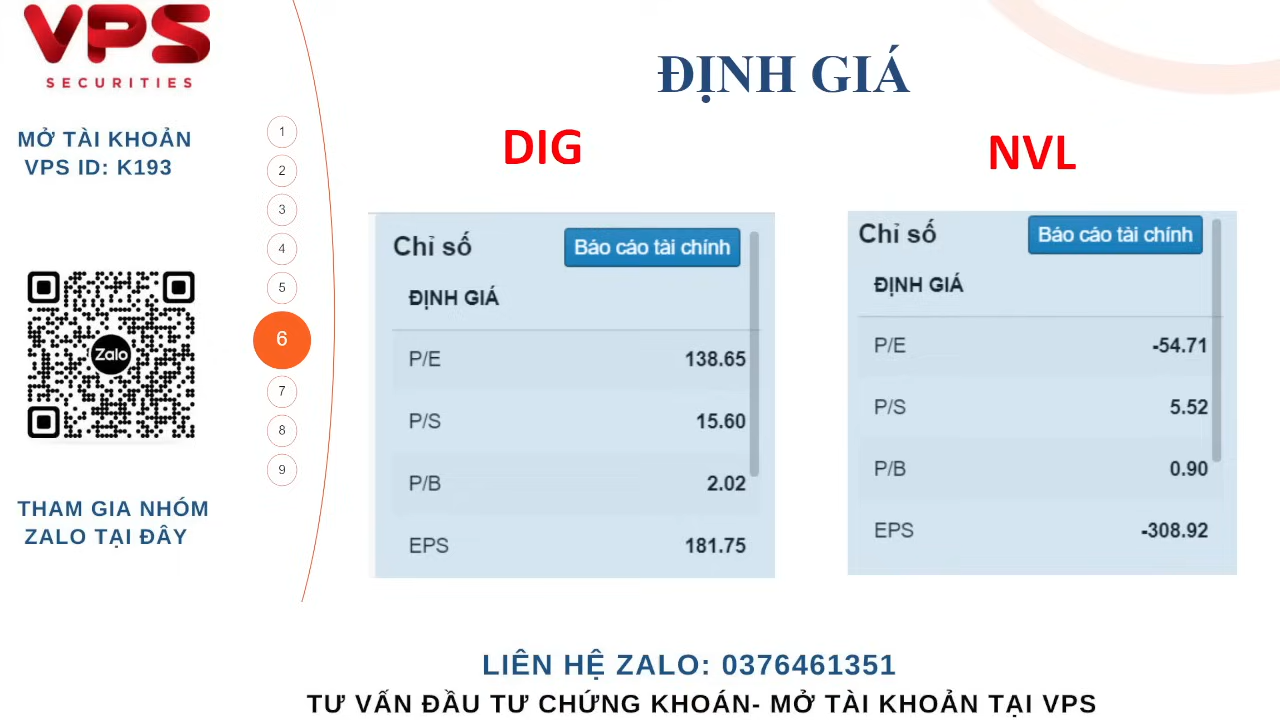 VPS
SECURITIES
MỞ TÀI KHOẢN
VPS ID: K193
Zalo
THAM GIA NHÓM
ZALO TẠI ĐÂY
1
2
3
4
5
6
7
8
9
ĐỊNH GIÁ
DIG
Chỉ số
Báo cáo tài chính
ĐỊNH GIÁ
P/E 138.65
P/S 15.60
P/B 2.02
EPS 181.75
NVL
Chỉ số
Báo cáo tài chính
ĐỊNH GIÁ
P/E -54.71
P/S 5.52
P/B 0.90
EPS -308.92
LIÊN HỆ ZALO: 0376461351
TƯ VẤN ĐẦU TƯ CHỨNG KHOÁN- MỞ TÀI KHOẢN TẠI VPS